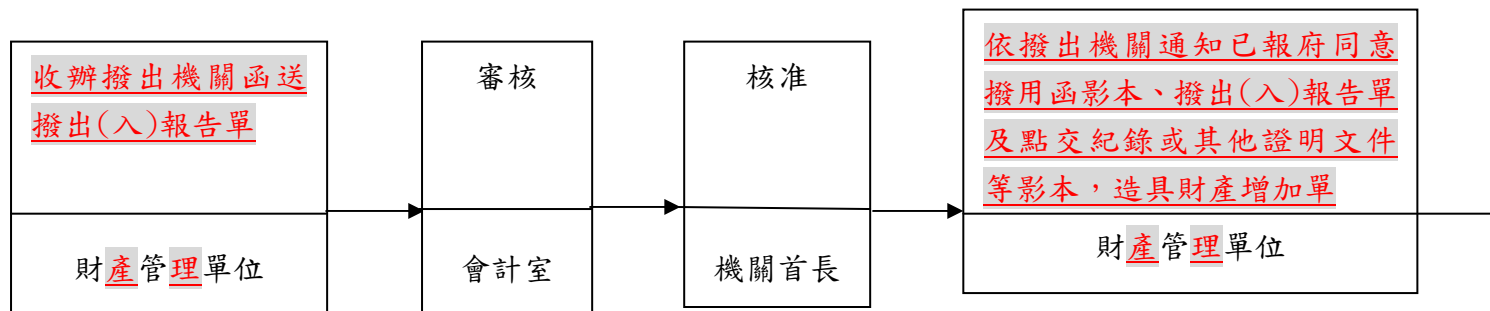 收辦撥出機關函送
撥出(入)報告單
財產管理單位
審核
會計室
核准
機關首長
依撥出機關通知已報府同意
撥用函影本、撥出(入)報告單
及點交紀錄或其他證明文件
等影本，造具財產增加單
財產管理單位